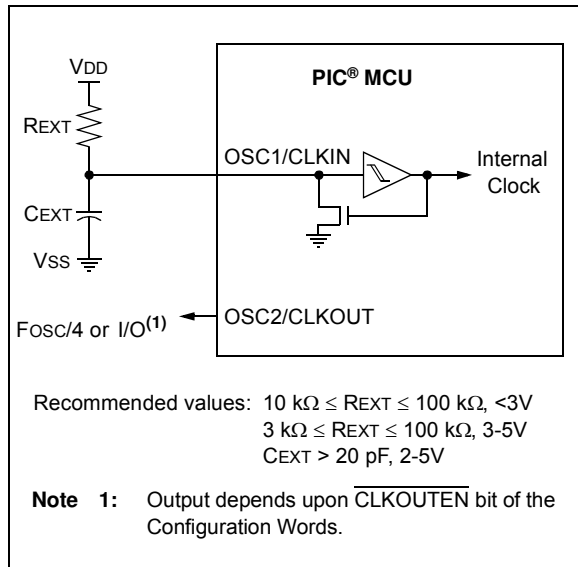 VDD
PIC® MCU
REXT
OSC1/CLKIN
Internal
Clock
CEXT
VSS
OSC2/CLKOUT
FOSC/4 or I/O(1)
Recommended values: 10 kΩ ≤ REXT ≤ 100 kΩ, <3V
3 kΩ ≤ REXT ≤ 100 kΩ, 3-5V
CEXT > 20 pF, 2-5V
Note 1: Output depends upon CLKOUTEN bit of the
Configuration Words.